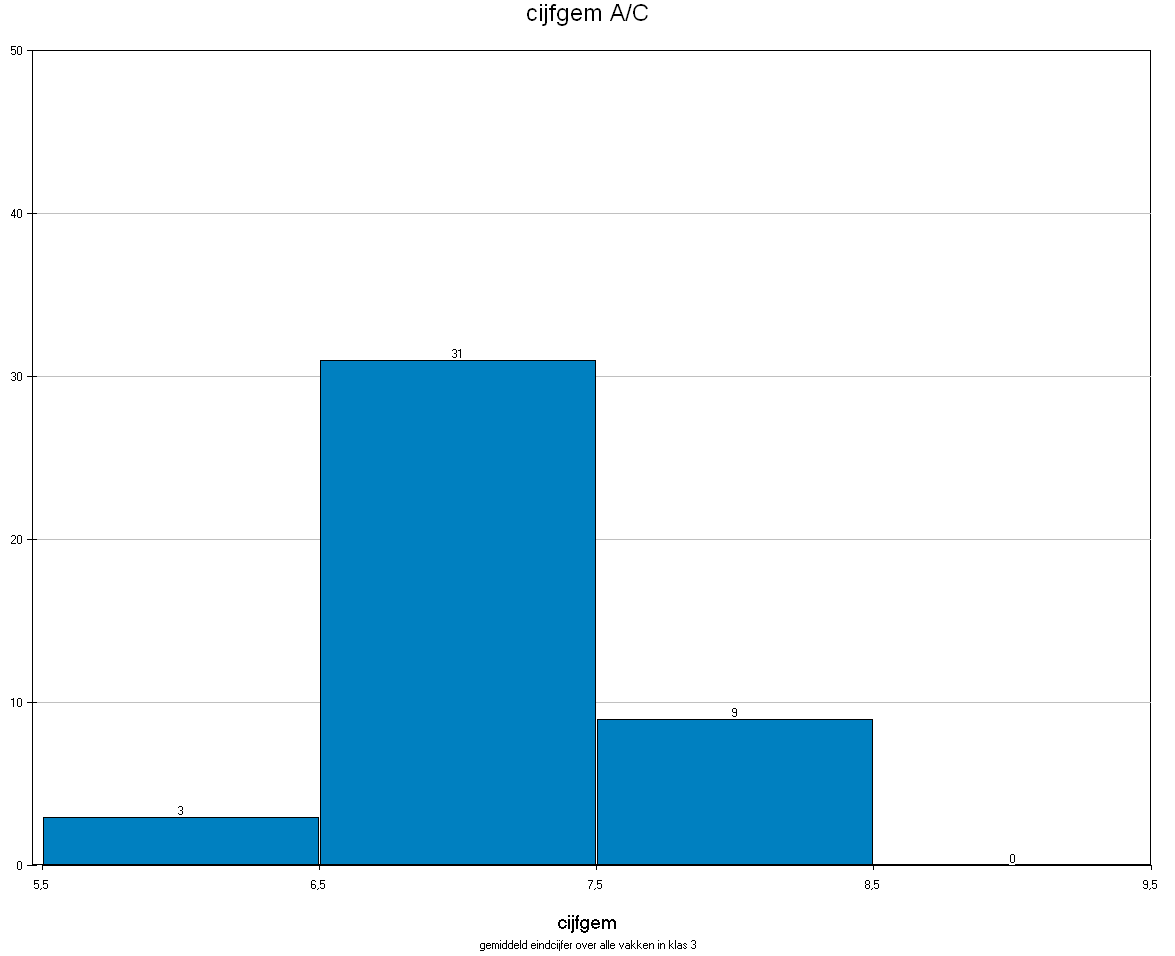 cijfgem A/C
50
40
31
30
20
10
9
3
0
0
5,5 6,5 7,5 8,5 9,5
cijfgem
gemiddeld eindcijfer over alle vakken in klas 3